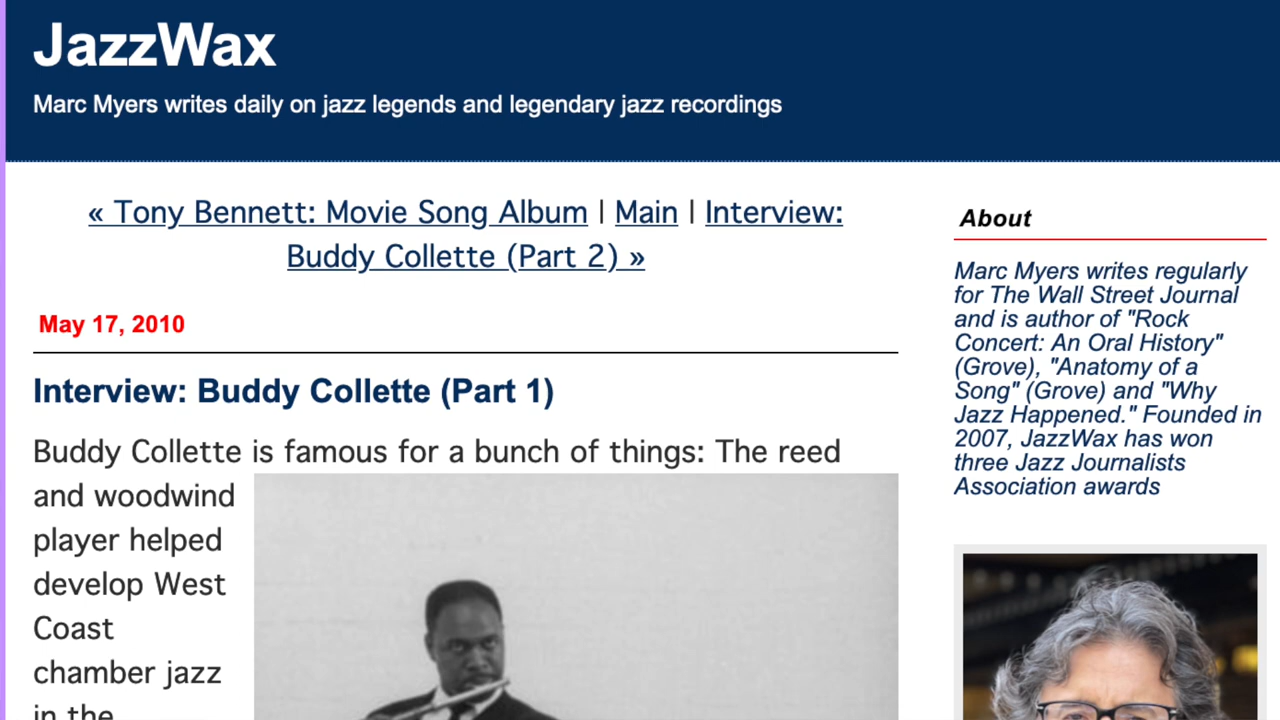 JazzWax
Marc Myers writes daily on jazz legends and legendary jazz recordings
« Tony Bennett: Movie Song Album | Main | Interview:
Buddy Collette (Part 2) »
May 17, 2010
Interview: Buddy Collette (Part 1)
Buddy Collette is famous for a bunch of things: The reed
and woodwind
player helped
develop West
Coast
chamber jazz
in the
About
Marc Myers writes regularly
for The Wall Street Journal
and is author of "Rock
Concert: An Oral History"
(Grove), "Anatomy of a
Song" (Grove) and "Why
Jazz Happened." Founded in
2007, JazzWax has won
three Jazz Journalists
Association awards